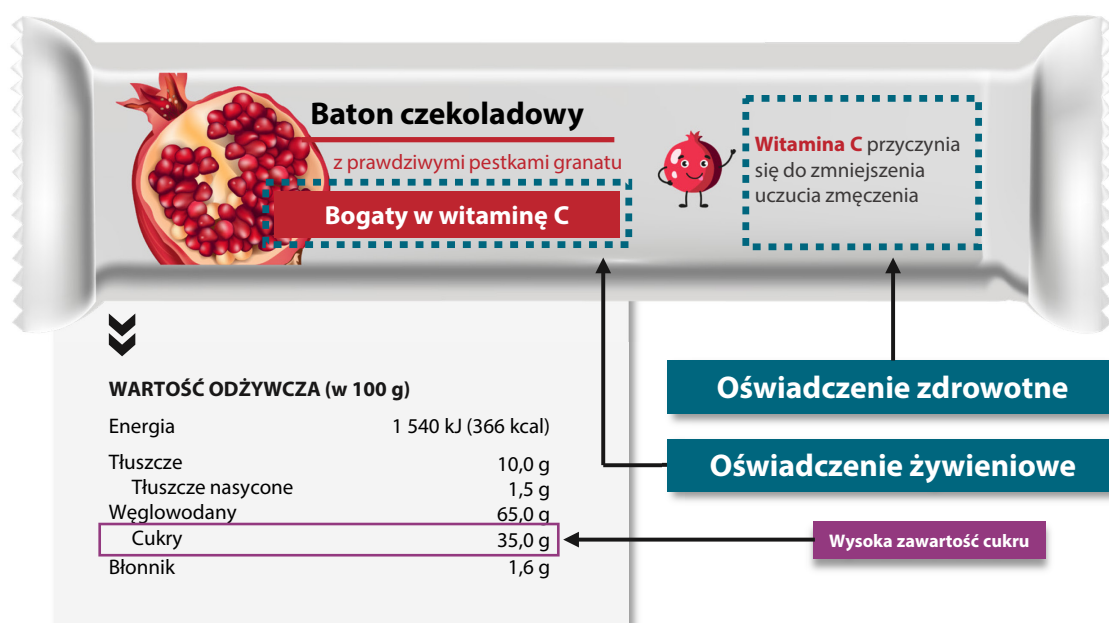 Baton czekoladowy
z prawdziwymi pestkami granatu
Bogaty w witaminę C
Witamina C przyczynia
się do zmniejszenia
uczucia zmęczenia
WARTOŚĆ ODŻYWCZA (w 100 g)
Energia 1 540 kJ (366 kcal)
Tłuszcze 10,0 g
Tłuszcze nasycone 1,5 g
Węglowodany 65,0 g
Cukry 35,0 g
Błonnik 1,6 g
Oświadczenie zdrowotne
Oświadczenie żywieniowe
Wysoka zawartość cukru